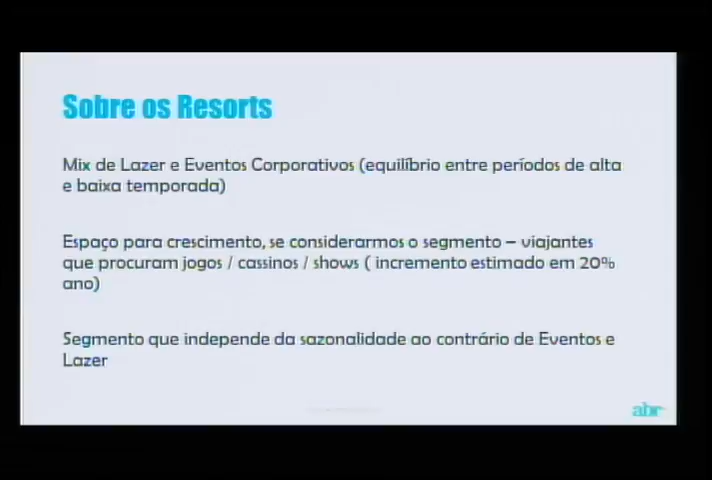 Sobre os Resorts
Mix de Lazer e Eventos Corporativos (equilíbrio entre períodos de alta
e baixa temporada)
Espaço para crescimento, se considerarmos o segmento – viajantes
que procuram jogos / cassinos / shows ( incremento estimado em 20%
ano)
Segmento que independe da sazonalidade ao contrário de Eventos e
Lazer
abr